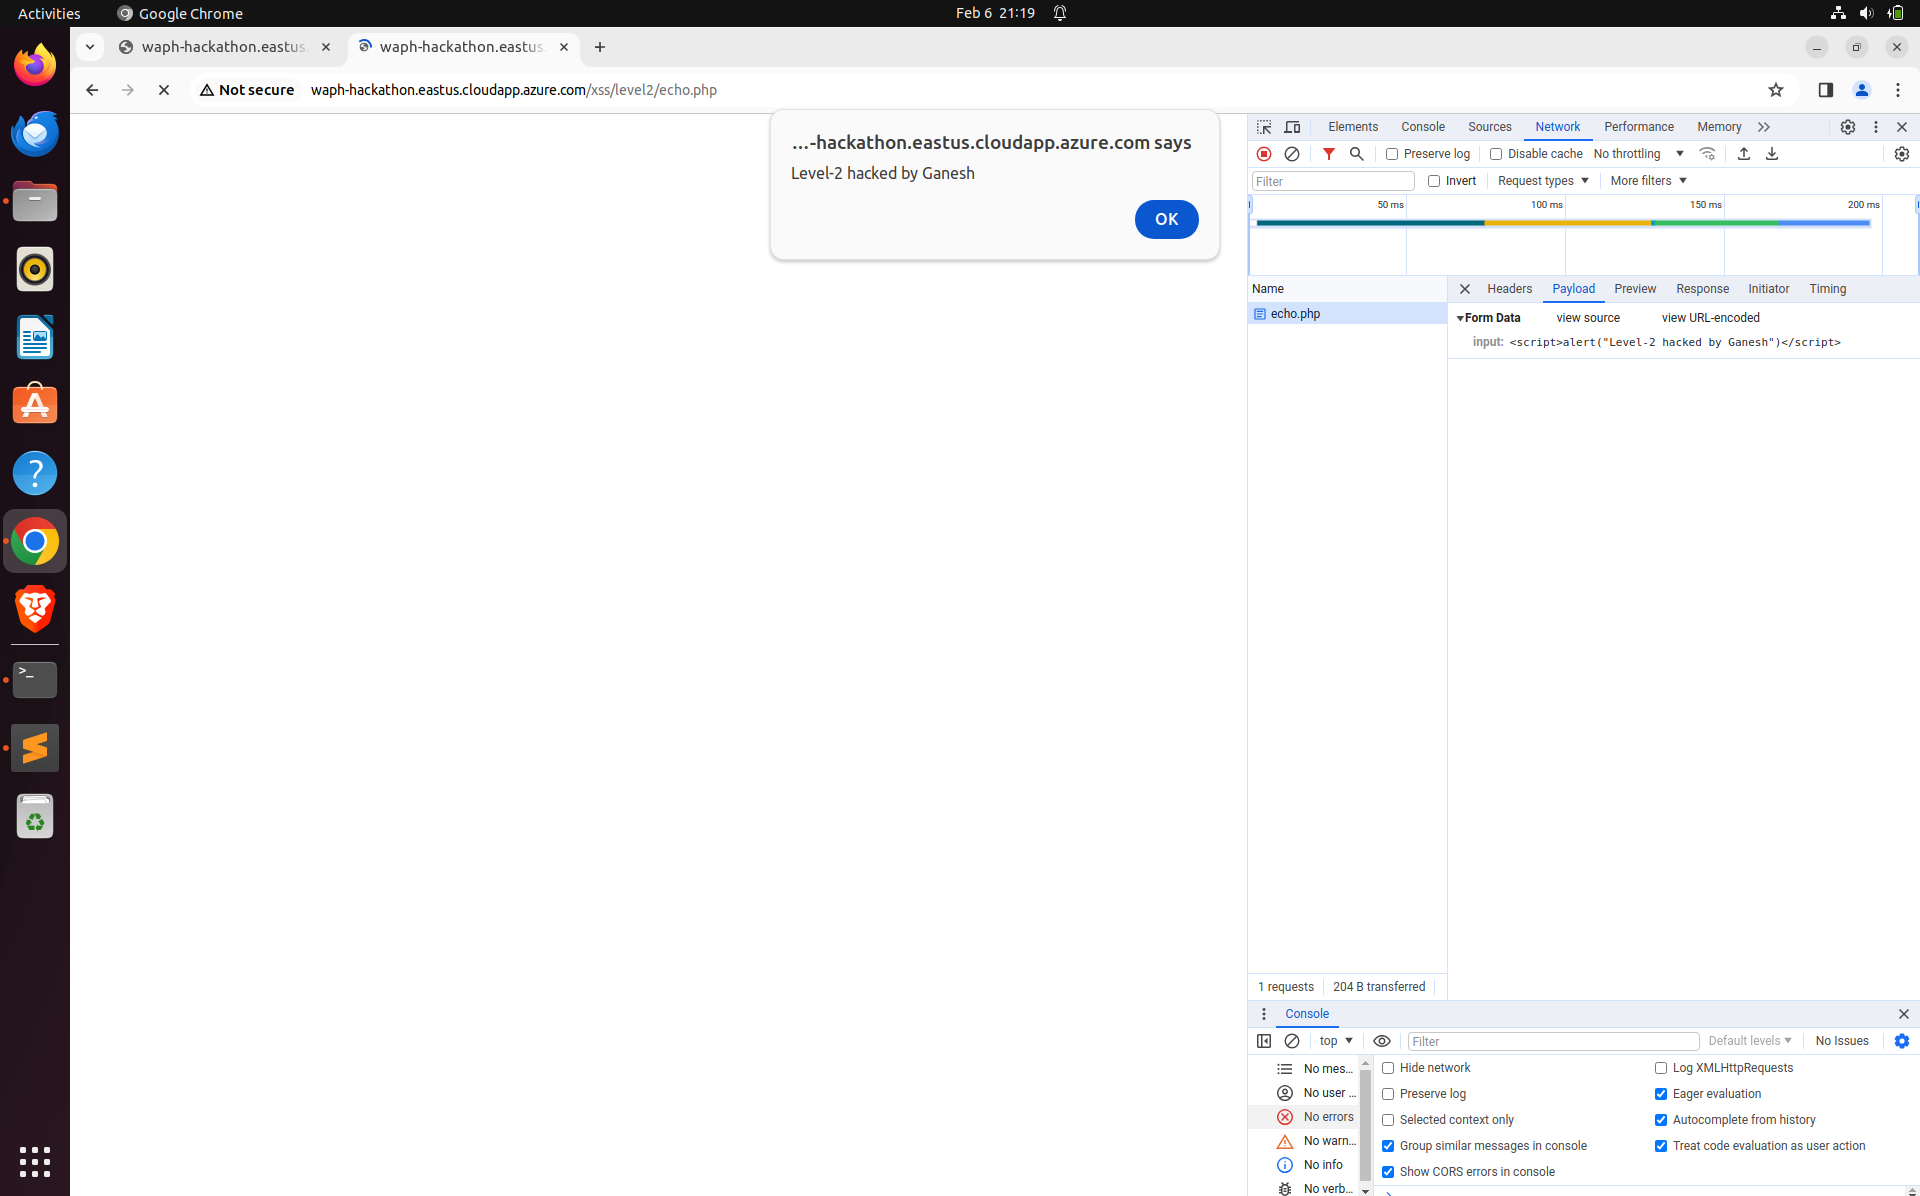 Activities
Google Chrome
Feb 6 21:19
waph-hackathon.eastus
waph-hackathon.eastus.
Not secure
waph-hackathon.eastus.cloudapp.azure.com/xss/level2/echo.php
...-hackathon.eastus.cloudapp.azure.com says
Level-2 hacked by Ganesh
OK
Elements
Console
Sources
Network
Performance
Memory
Preserve log
Disable cache
No throttling
Filter
Invert
Request types
More filters
50 ms
100 ms
150 ms
200 ms
Name
Headers
Payload
Preview
Response
Initiator
Timing
echo.php
Form Data
view source
view URL-encoded
input: <script>alert("Level-2 hacked by Ganesh")</script>
1 requests
204 B transferred
Console
top
Filter
Default levels
No Issues
No mes...
No user ...
No errors
No warn...
No info
No verb...
Hide network
Log XMLHttpRequests
Preserve log
Eager evaluation
Selected context only
Autocomplete from history
Group similar messages in console
Treat code evaluation as user action
Show CORS errors in console